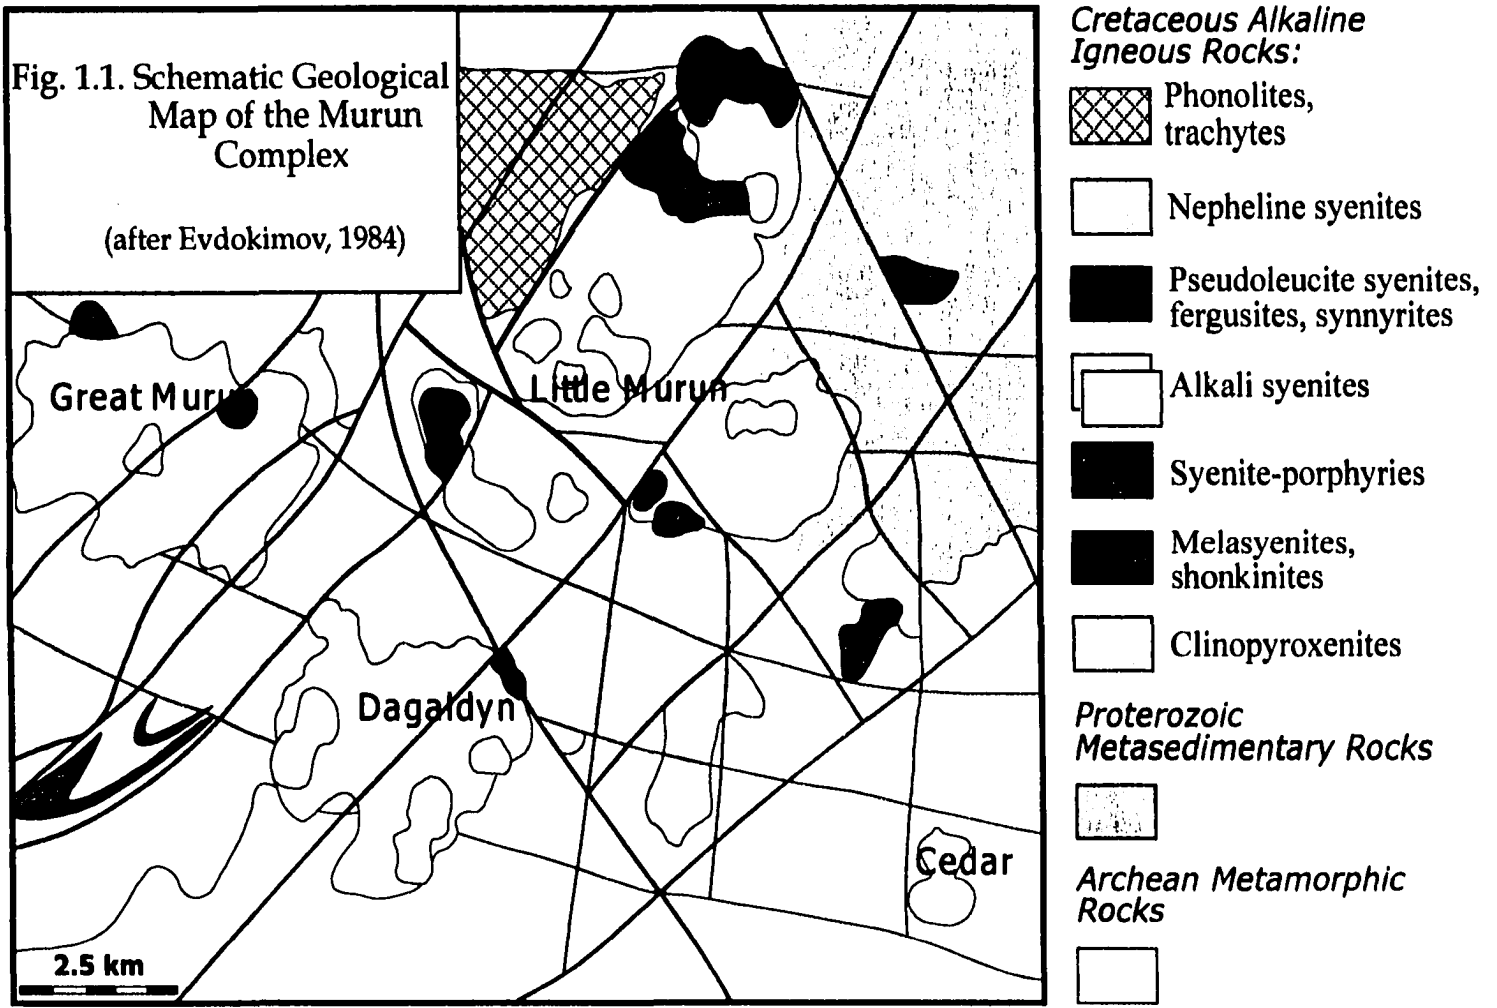 Fig. 1.1. Schematic Geological
Map of the Murun
Complex
(after Evdokimov, 1984)
Great Murun
Little Murun
Dagaldyn
Cedar
2.5 km
Cretaceous Alkaline
Igneous Rocks:
Phonolites,
trachytes
Nepheline syenites
Pseudoleucite syenites,
fergusites, synnyrites
Alkali syenites
Syenite-porphyries
Melasyenites,
shonkinites
Clinopyroxenites
Proterozoic
Metasedimentary Rocks
Archean Metamorphic
Rocks